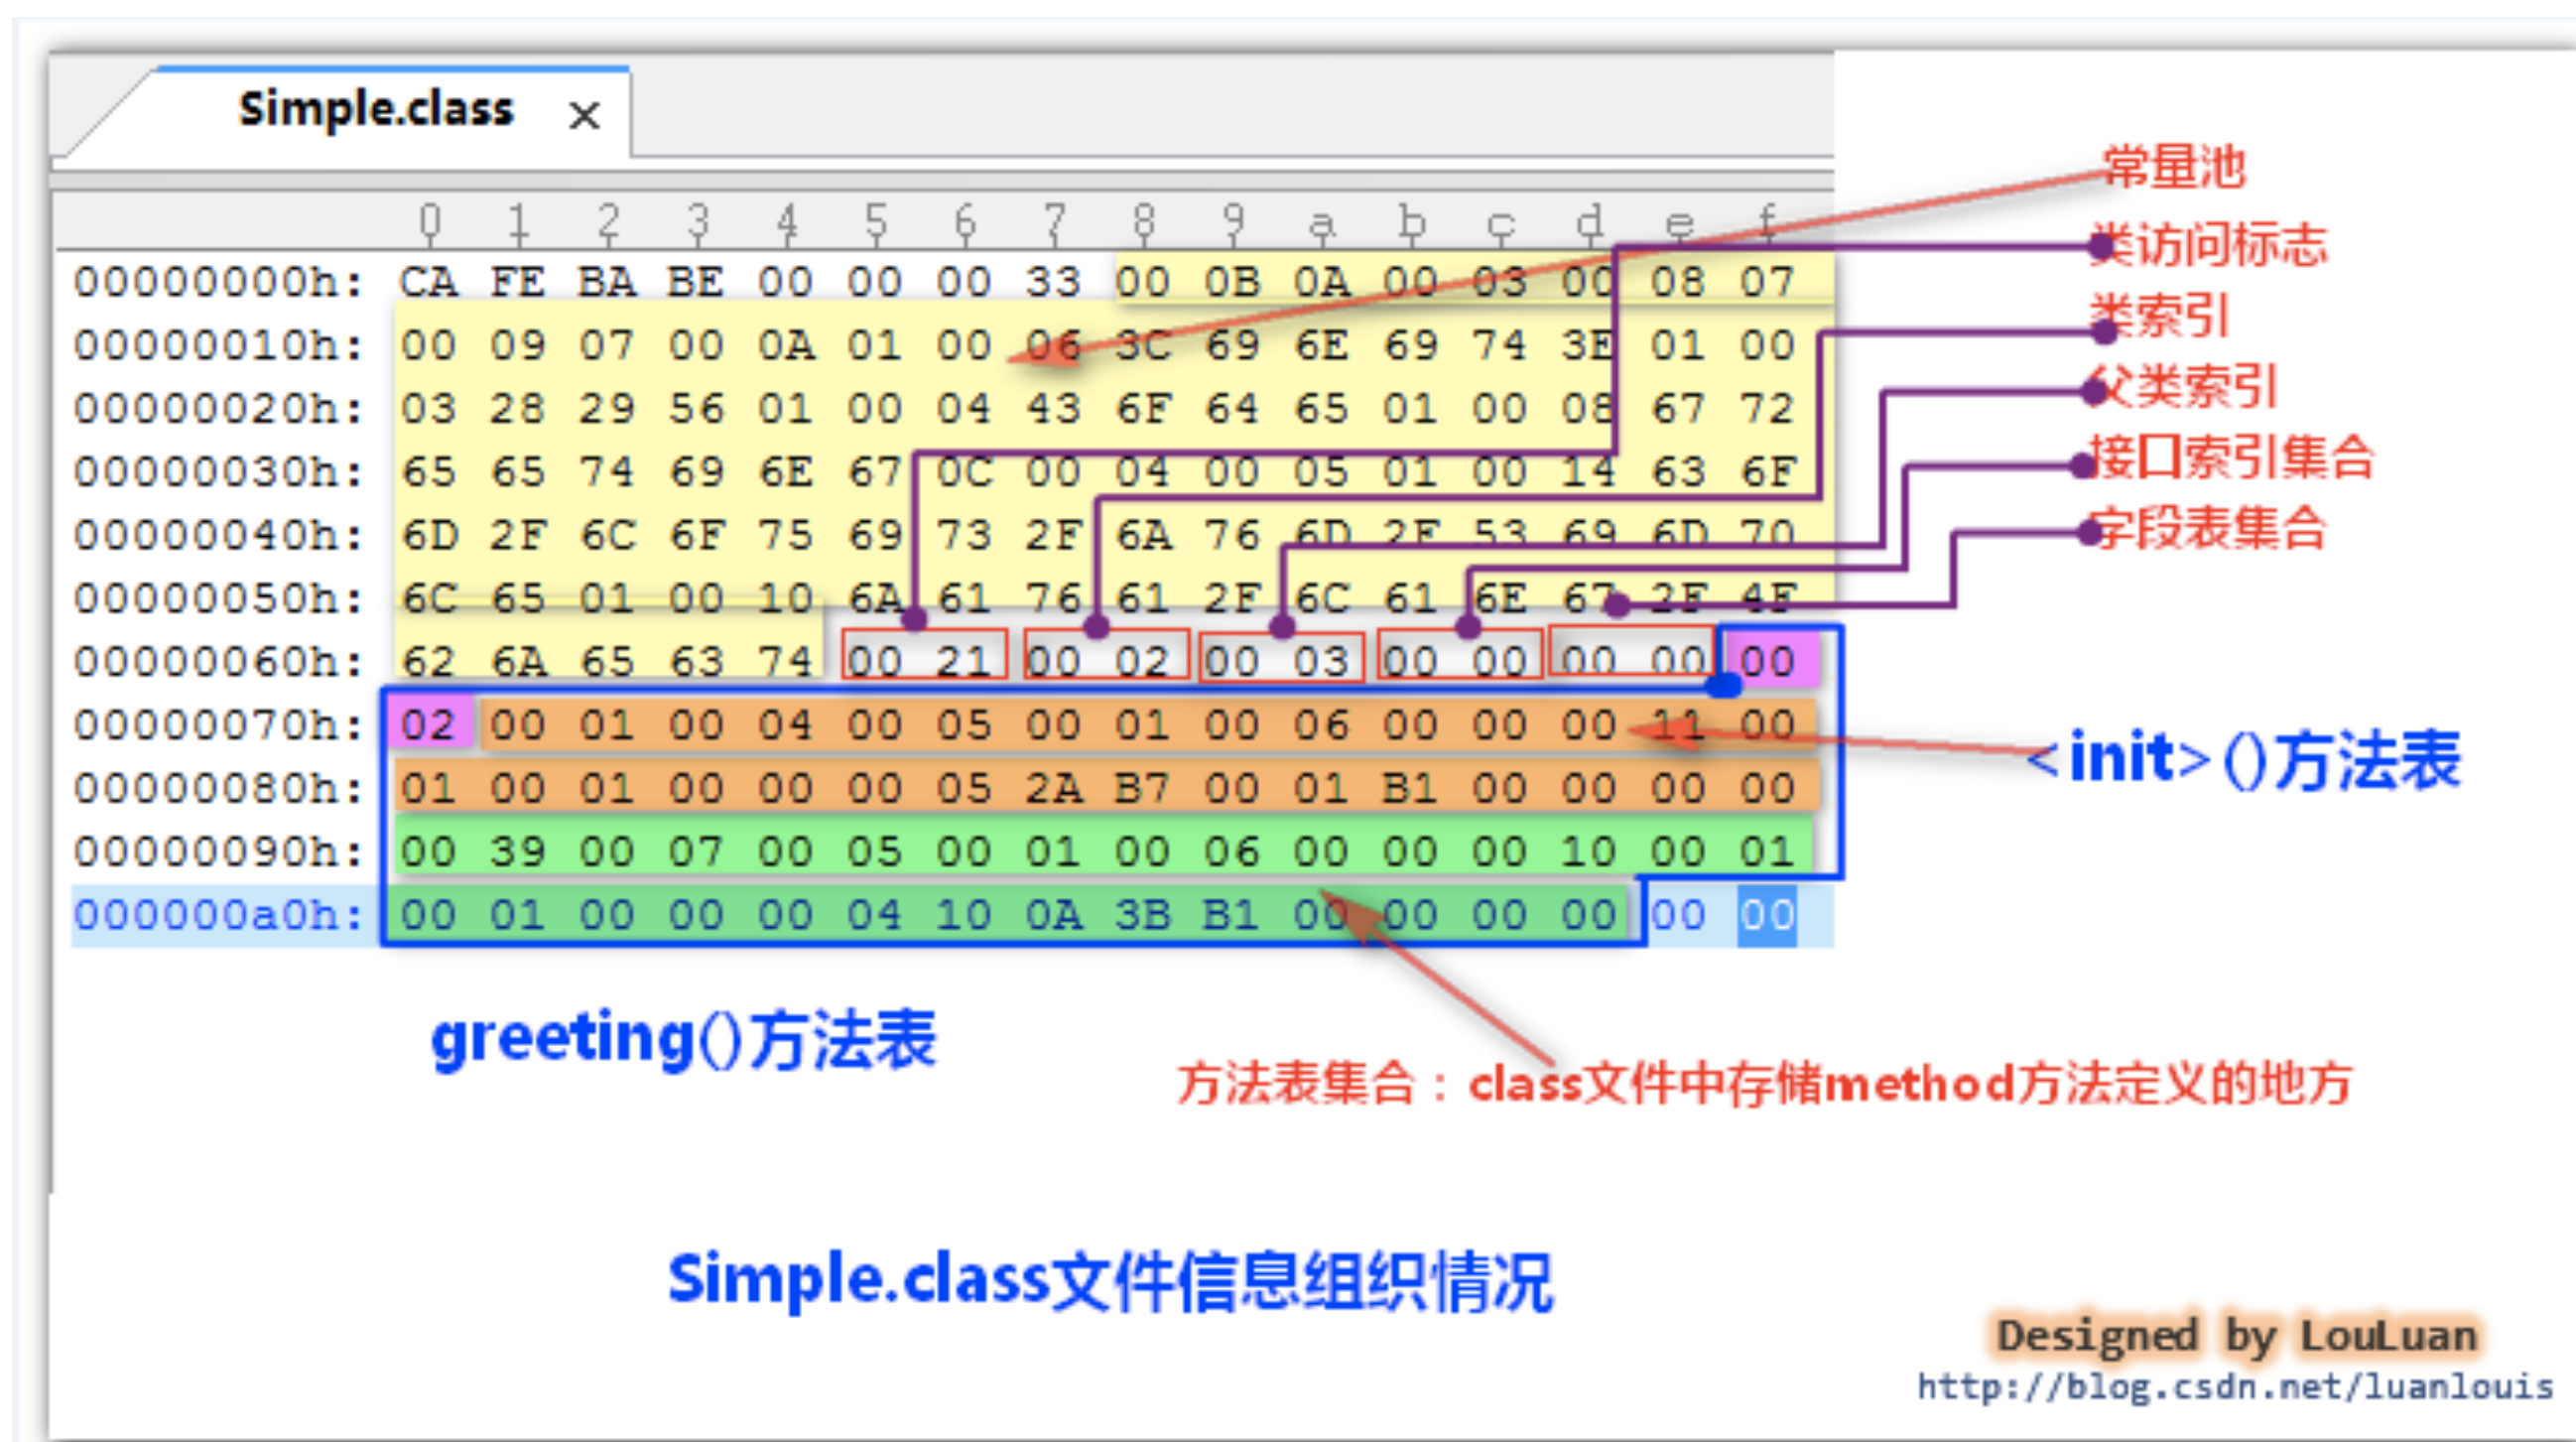 Simple.class ×
0 1 2 3 4 5 6 7 8 9 a b c d e f
00000000h: CA FE BA BE 00 00 00 33 00 0B 0A 00 03 00 08 07
00000010h: 00 09 07 00 0A 01 00 06 3C 69 6E 69 74 3E 01 00
00000020h: 03 28 29 56 01 00 04 43 6F 64 65 01 00 08 67 72
00000030h: 65 65 74 69 6E 67 0C 00 04 00 05 01 00 14 63 6F
00000040h: 6D 2F 6C 6F 75 69 73 2F 6A 76 6D 2F 53 69 6D 70
00000050h: 6C 65 01 00 10 6A 61 76 61 2F 6C 61 6E 67 2F 4F
00000060h: 62 6A 65 63 74 00 21 00 02 00 03 00 00 00 00 00
00000070h: 02 00 01 00 04 00 05 00 01 00 06 00 00 00 11 00
00000080h: 01 00 01 00 00 00 05 2A B7 00 01 B1 00 00 00 00
00000090h: 00 39 00 07 00 05 00 01 00 06 00 00 00 10 00 01
000000a0h: 00 01 00 00 00 04 10 0A 3B B1 00 00 00 00 00 00
常量池
类访问标志
类索引
父类索引
接口索引集合
字段表集合
<init>()方法表
greeting()方法表
方法表集合：class文件中存储method方法定义的地方
Simple.class文件信息组织情况
Designed by LouLuan
http://blog.csdn.net/luanlouis